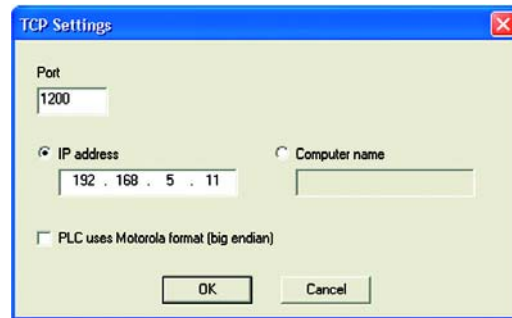 TCP Settings
Port
1200
IP address
Computer name
192 . 168 . 5 . 11
PLC uses Motorola format (big endian)
OK
Cancel